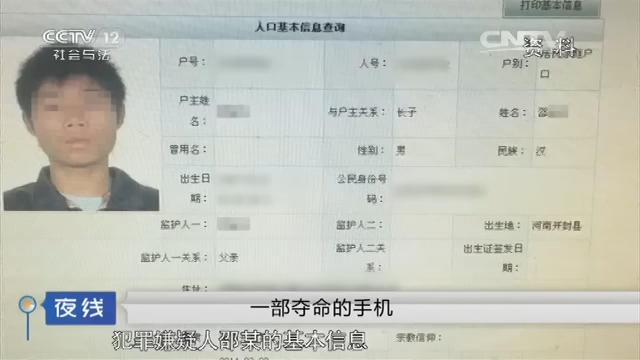 打印基本信息
CCTV 12
社会与法
CNTV
资料
人口基本信息查询
户号： 人号： 户别： 口
户主姓名： 与户主关系： 长子 姓名： 邵
曾用名： 性别： 男 民族： 汉
出生日期： 公民身份号码：
监护人一： 监护人二： 出生地： 河南开封县
监护人一关系： 父亲 监护人二关系： 出生证签发日期：
住址：
夜线
一部夺命的手机
犯罪嫌疑人邵某的基本信息
宗教信仰：